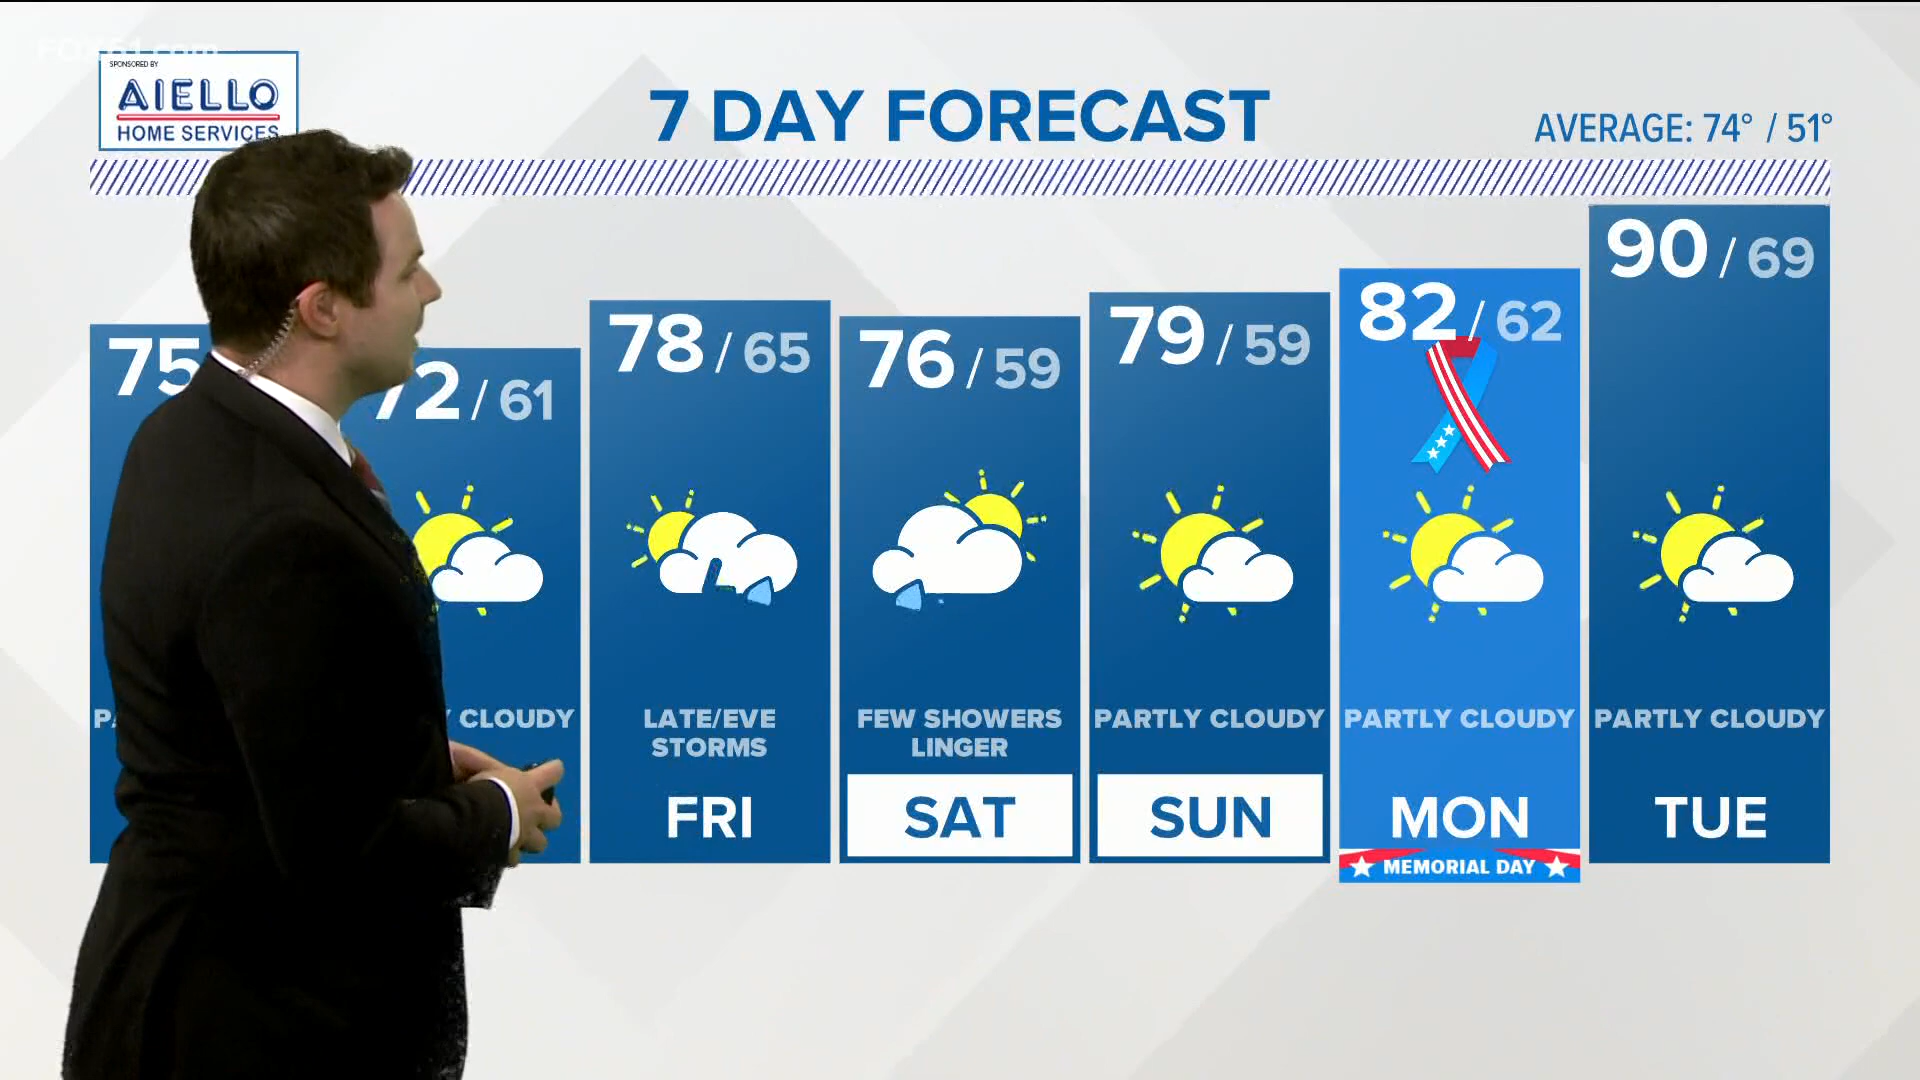 FOX61.com
SPONSORED BY
AIELLO
HOME SERVICES
7 DAY FORECAST
AVERAGE: 74° / 51°
75
72 / 61
78 / 65
76 / 59
79 / 59
82 / 62
90 / 69
CLOUDY
LATE/EVE
STORMS
FEW SHOWERS
LINGER
PARTLY CLOUDY
PARTLY CLOUDY
PARTLY CLOUDY
FRI
SAT
SUN
MON
TUE
MEMORIAL DAY